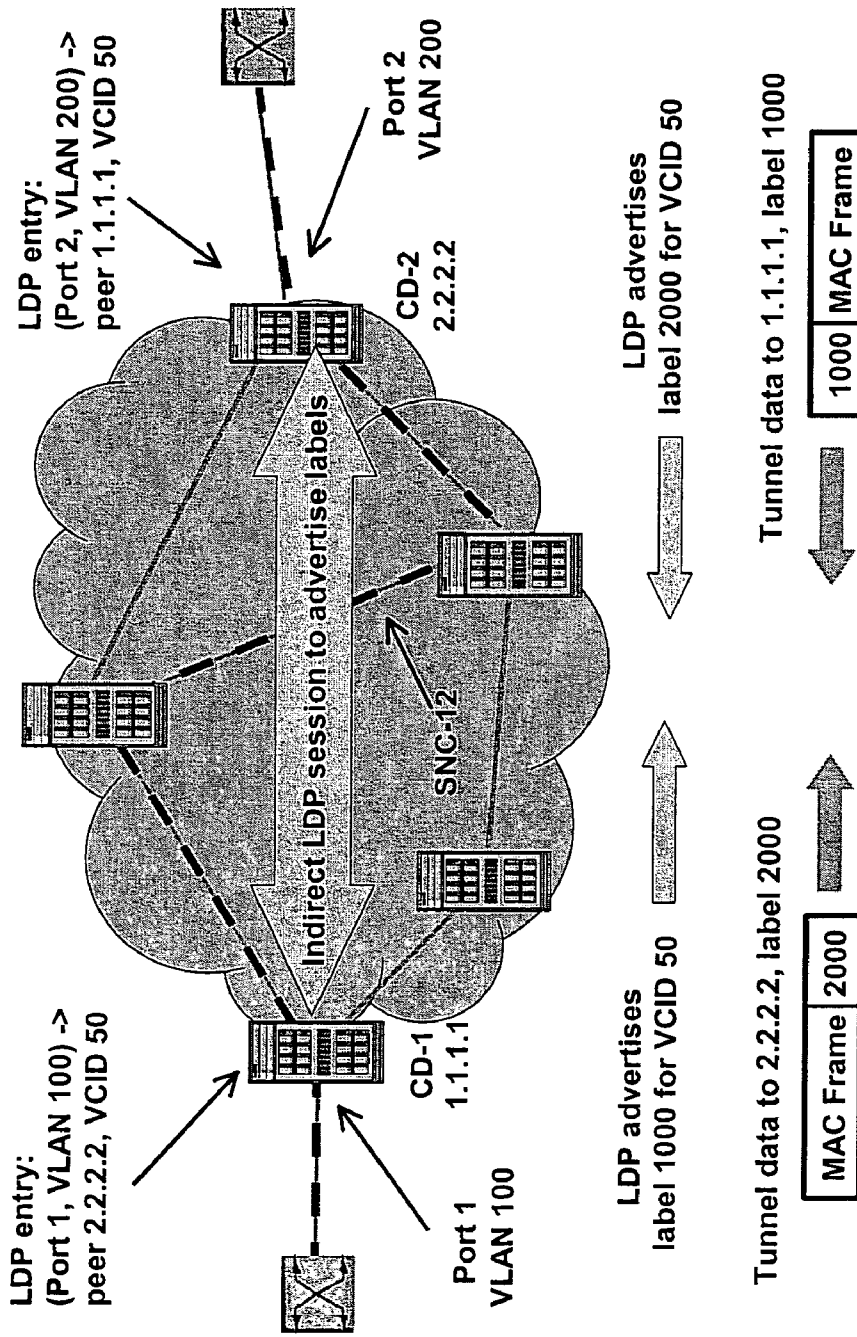 LDP entry:
(Port 1, VLAN 100) ->
peer 2.2.2.2, VCID 50
LDP entry:
(Port 2, VLAN 200) ->
peer 1.1.1.1, VCID 50
Port 1
VLAN 100
CD-1
1.1.1.1
Indirect LDP session to advertise labels
SNC-12
CD-2
2.2.2.2
Port 2
VLAN 200
LDP advertises
label 1000 for VCID 50
LDP advertises
label 2000 for VCID 50
Tunnel data to 2.2.2.2, label 2000
MAC Frame 2000
Tunnel data to 1.1.1.1, label 1000
1000 MAC Frame